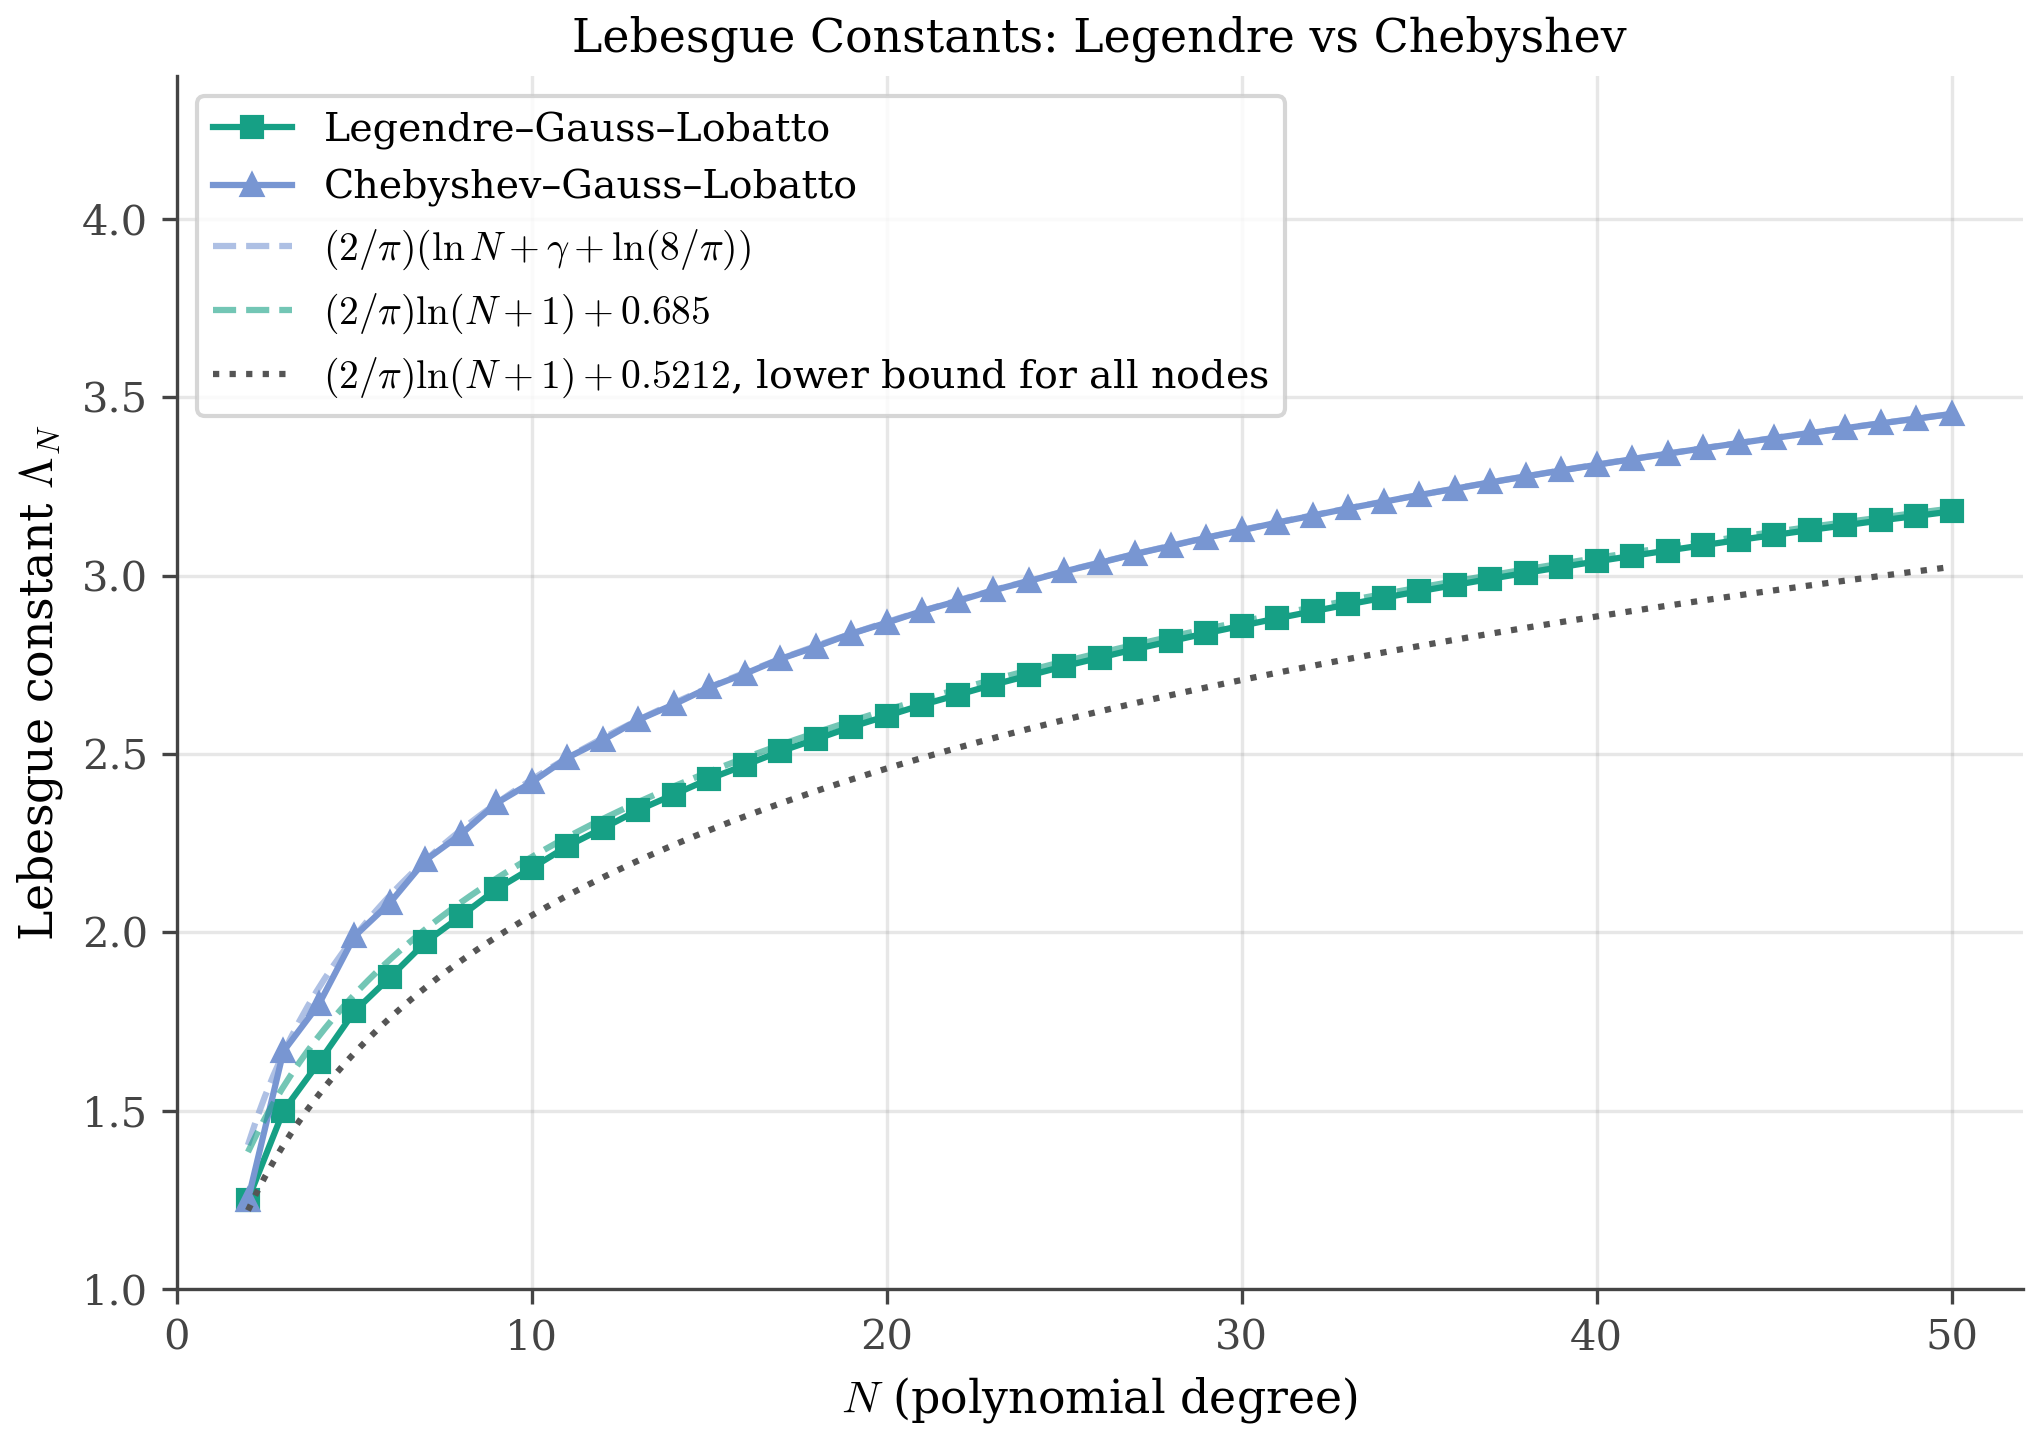 Lebesgue Constants: Legendre vs Chebyshev
Legendre–Gauss–Lobatto
Chebyshev–Gauss–Lobatto
(2/π)(ln N + γ + ln(8/π))
(2/π)ln(N + 1) + 0.685
(2/π)ln(N + 1) + 0.5212, lower bound for all nodes
Lebesgue constant Λ_N
4.0
3.5
3.0
2.5
2.0
1.5
1.0
0 10 20 30 40 50
N (polynomial degree)